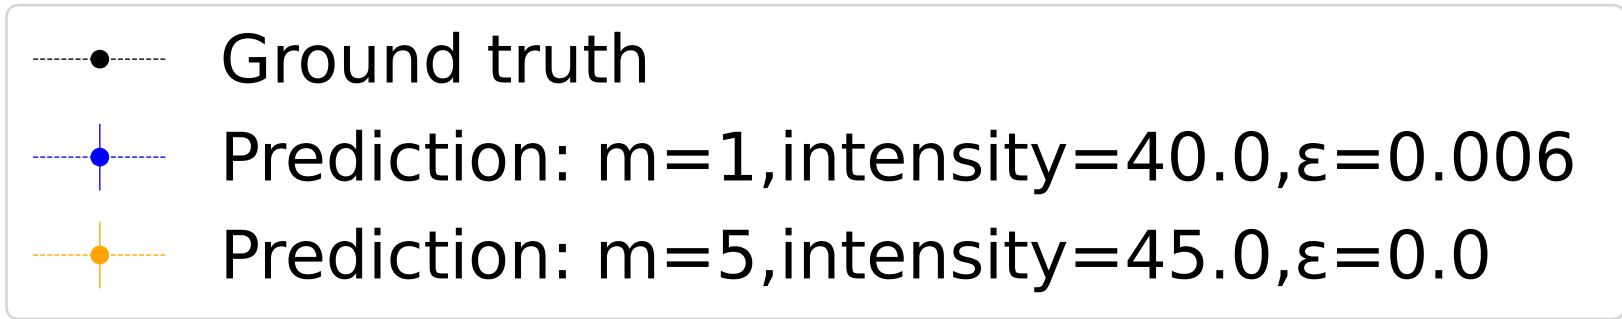 Ground truth
Prediction: m=1,intensity=40.0,ε=0.006
Prediction: m=5,intensity=45.0,ε=0.0